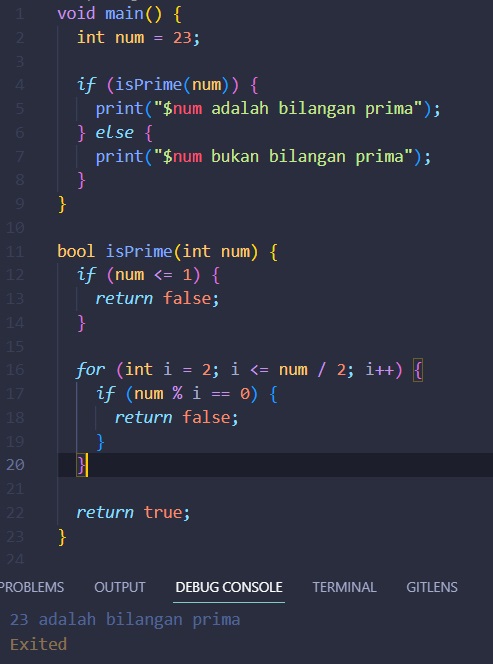 1 void main() {
2 int num = 23;
3
4 if (isPrime(num)) {
5 print("$num adalah bilangan prima");
6 } else {
7 print("$num bukan bilangan prima");
8 }
9 }
10
11 bool isPrime(int num) {
12 if (num <= 1) {
13 return false;
14 }
15
16 for (int i = 2; i <= num / 2; i++) {
17 if (num % i == 0) {
18 return false;
19 }
20 }
21
22 return true;
23 }
24
PROBLEMS OUTPUT DEBUG CONSOLE TERMINAL GITLENS
23 adalah bilangan prima
Exited